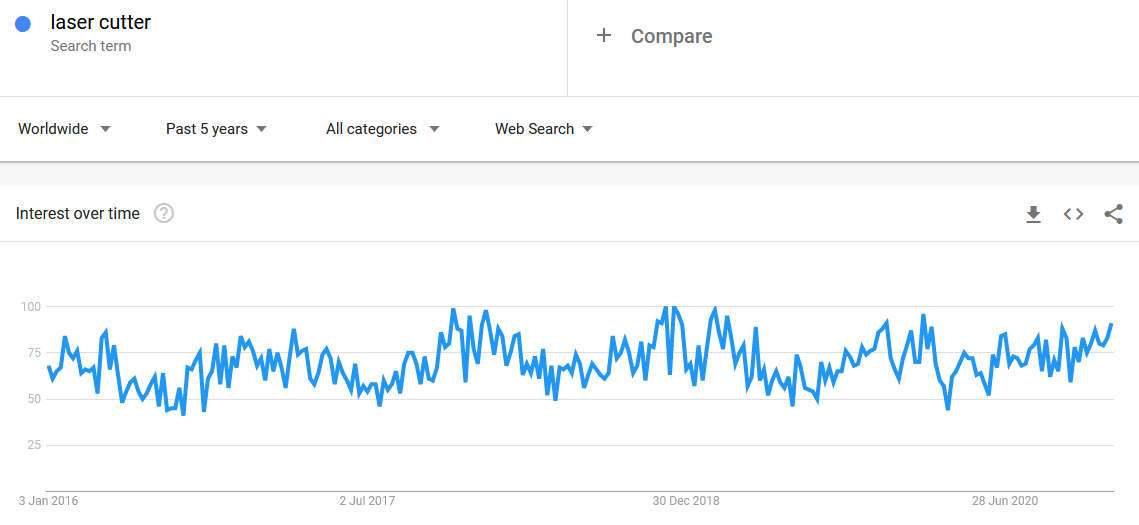 laser cutter
Search term
+ Compare
Worldwide
Past 5 years
All categories
Web Search
Interest over time
?
100
75
50
25
3 Jan 2016
2 Jul 2017
30 Dec 2018
28 Jun 2020